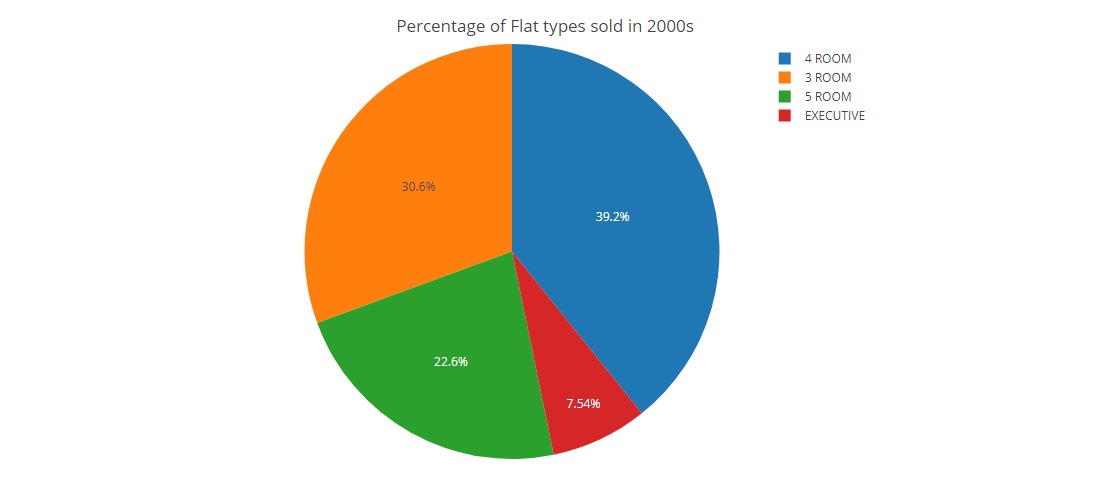 Percentage of Flat types sold in 2000s
4 ROOM
3 ROOM
5 ROOM
EXECUTIVE
30.6%
39.2%
22.6%
7.54%